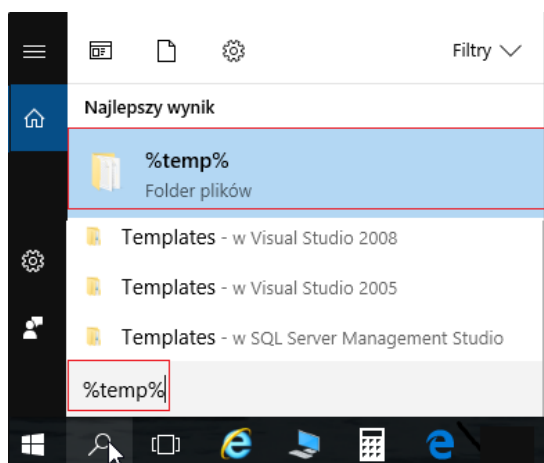 Filtry
Najlepszy wynik
%temp%
Folder plików
Templates - w Visual Studio 2008
Templates - w Visual Studio 2005
Templates - w SQL Server Management Studio
%temp%